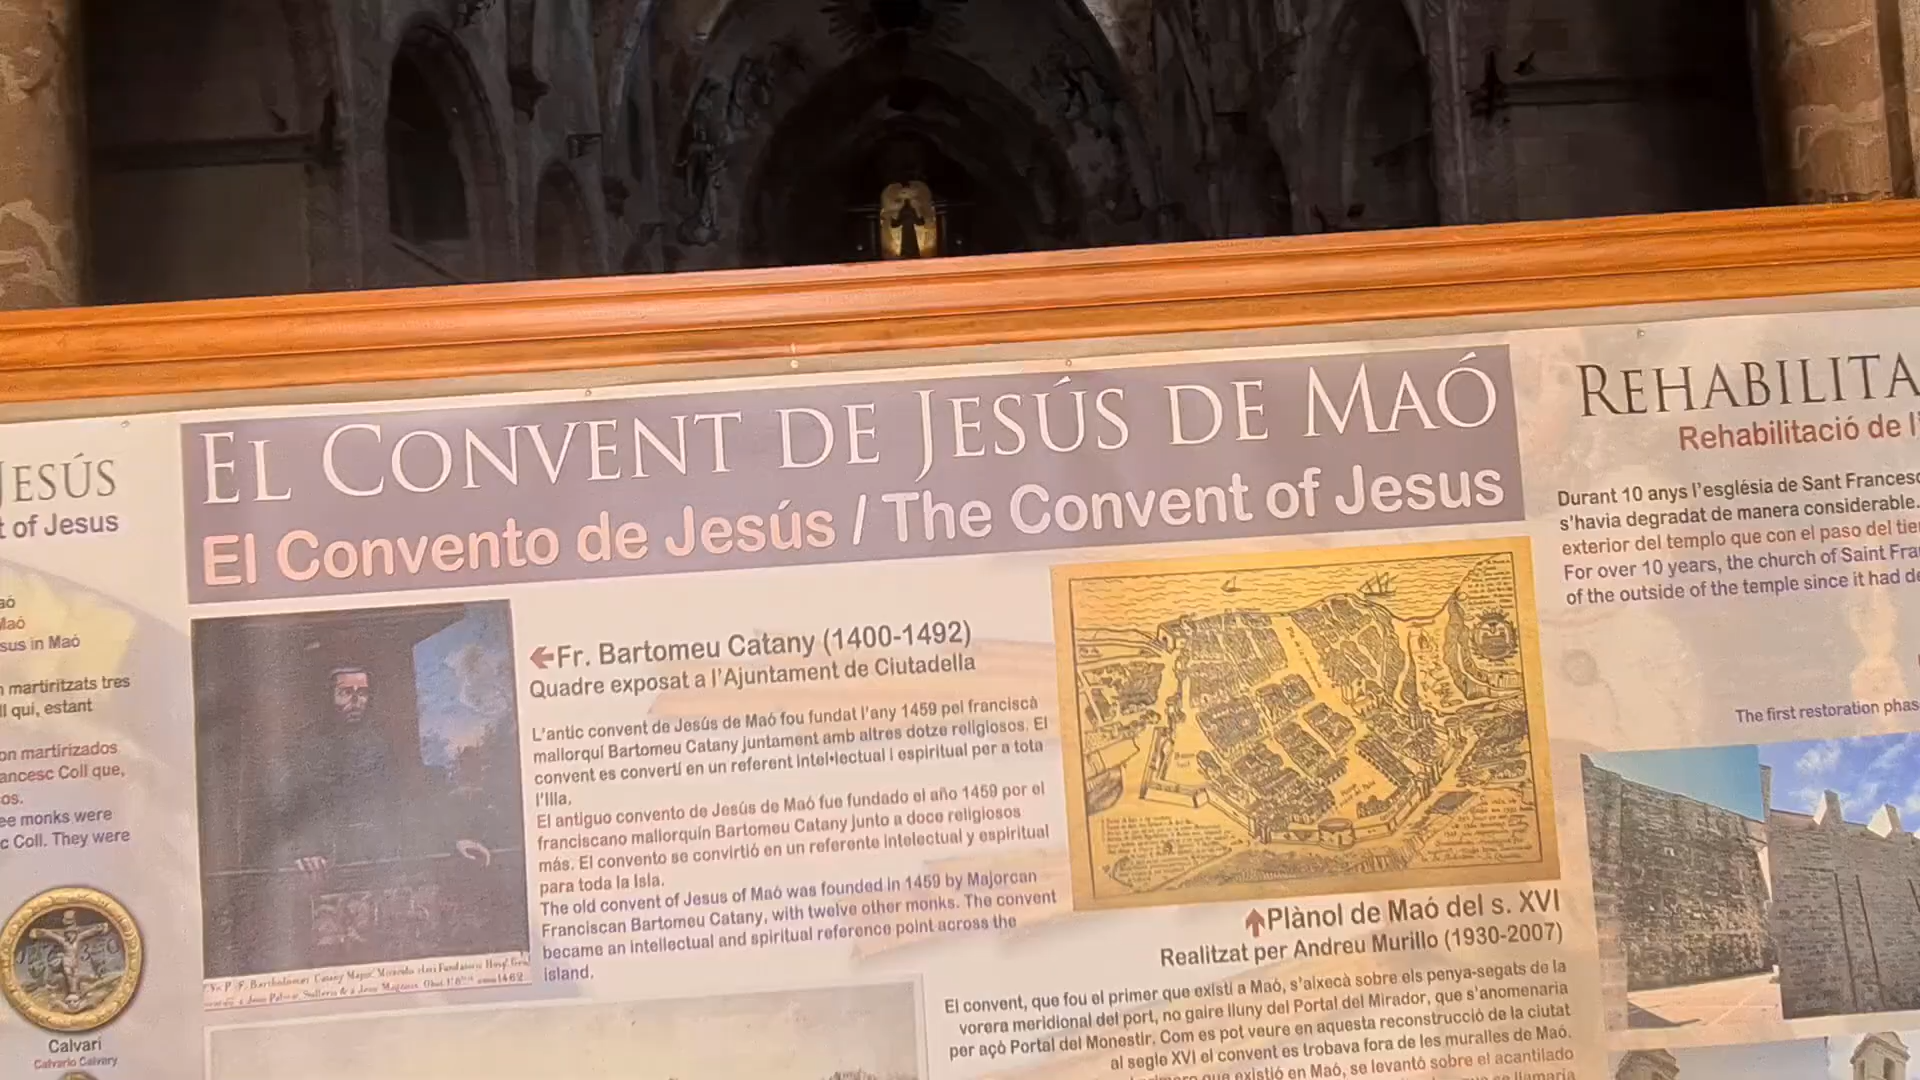 JESÚS
t of Jesus
aó
Maó
sus in Maó
n martiritzats tres
ll qui, estant
on martirizados
ancesc Coll que,
os.
ee monks were
c Coll. They were
Calvari
Calvario Calvary
EL CONVENT DE JESÚS DE MAÓ
El Convento de Jesús / The Convent of Jesus
←Fr. Bartomeu Catany (1400-1492)
Quadre exposat a l'Ajuntament de Ciutadella
L'antic convent de Jesús de Maó fou fundat l'any 1459 pel franciscà
mallorquí Bartomeu Catany juntament amb altres dotze religiosos. El
convent es convertí en un referent intel•lectual i espiritual per a tota
l'Illa.
El antiguo convento de Jesús de Maó fue fundado el año 1459 por el
franciscano mallorquín Bartomeu Catany junto a doce religiosos
más. El convento se convirtió en un referente intelectual y espiritual
para toda la Isla.
The old convent of Jesus of Maó was founded in 1459 by Majorcan
Franciscan Bartomeu Catany, with twelve other monks. The convent
became an intellectual and spiritual reference point across the
island.
↑Plànol de Maó del s. XVI
Realitzat per Andreu Murillo (1930-2007)
El convent, que fou el primer que existí a Maó, s'aixecà sobre els penya-segats de la
vorera meridional del port, no gaire lluny del Portal del Mirador, que s'anomenaria
per açò Portal del Monestir. Com es pot veure en aquesta reconstrucció de la ciutat
al segle XVI el convent es trobava fora de les muralles de Maó.
que existió en Maó, se levantó sobre el acantilado
se llamaría
REHABILITA
Rehabilitació de l'
Durant 10 anys l'església de Sant Francesc
s'havia degradat de manera considerable.
exterior del templo que con el paso del tie
For over 10 years, the church of Saint Fra
of the outside of the temple since it had de
The first restoration phas